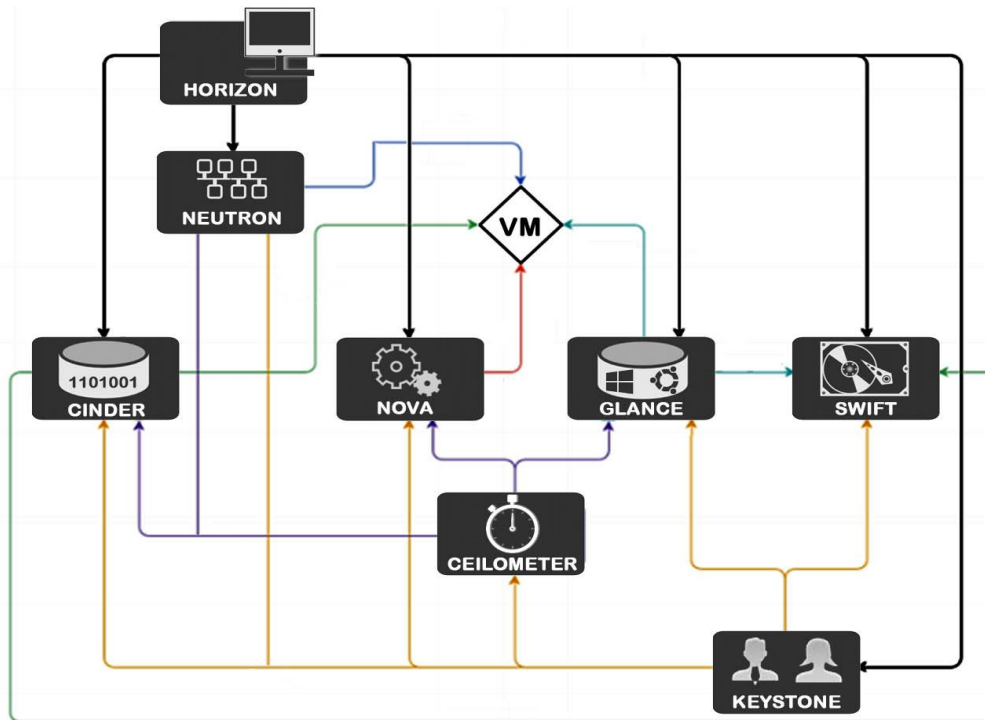 HORIZON
NEUTRON
VM
1101001
CINDER
NOVA
GLANCE
SWIFT
CEILOMETER
KEYSTONE